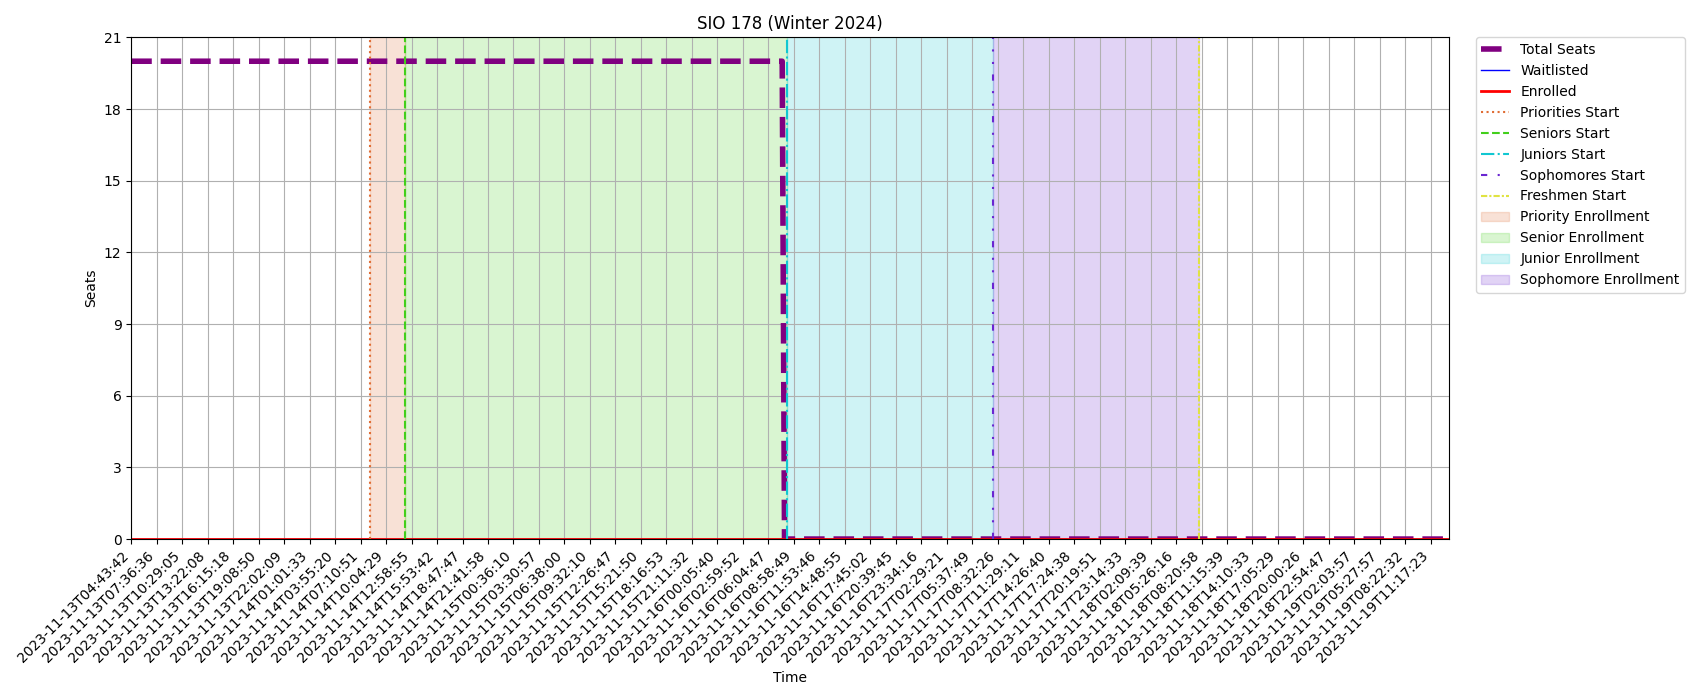 SIO 178 (Winter 2024)
21
18
15
12
9
6
3
0
Seats
2023-11-13T04:43:42
2023-11-13T07:36:36
2023-11-13T10:29:05
2023-11-13T13:22:08
2023-11-13T16:15:18
2023-11-13T19:08:50
2023-11-13T22:02:09
2023-11-14T01:01:33
2023-11-14T03:55:20
2023-11-14T07:10:51
2023-11-14T10:04:29
2023-11-14T12:58:55
2023-11-14T15:53:42
2023-11-14T18:47:47
2023-11-14T21:41:58
2023-11-15T00:36:10
2023-11-15T03:30:57
2023-11-15T06:38:00
2023-11-15T09:32:10
2023-11-15T12:26:47
2023-11-15T15:21:50
2023-11-15T18:16:53
2023-11-15T21:11:32
2023-11-16T00:05:40
2023-11-16T02:59:52
2023-11-16T06:04:47
2023-11-16T08:58:49
2023-11-16T11:53:46
2023-11-16T14:48:55
2023-11-16T17:45:02
2023-11-16T20:39:45
2023-11-16T23:34:16
2023-11-17T02:29:21
2023-11-17T05:37:49
2023-11-17T08:32:26
2023-11-17T11:29:11
2023-11-17T14:26:40
2023-11-17T17:24:38
2023-11-17T20:19:51
2023-11-17T23:14:33
2023-11-18T02:09:39
2023-11-18T05:26:16
2023-11-18T08:20:58
2023-11-18T11:15:39
2023-11-18T14:10:33
2023-11-18T17:05:29
2023-11-18T20:00:26
2023-11-18T22:54:47
2023-11-19T02:03:57
2023-11-19T05:27:57
2023-11-19T08:22:32
2023-11-19T11:17:23
Time
Total Seats
Waitlisted
Enrolled
Priorities Start
Seniors Start
Juniors Start
Sophomores Start
Freshmen Start
Priority Enrollment
Senior Enrollment
Junior Enrollment
Sophomore Enrollment